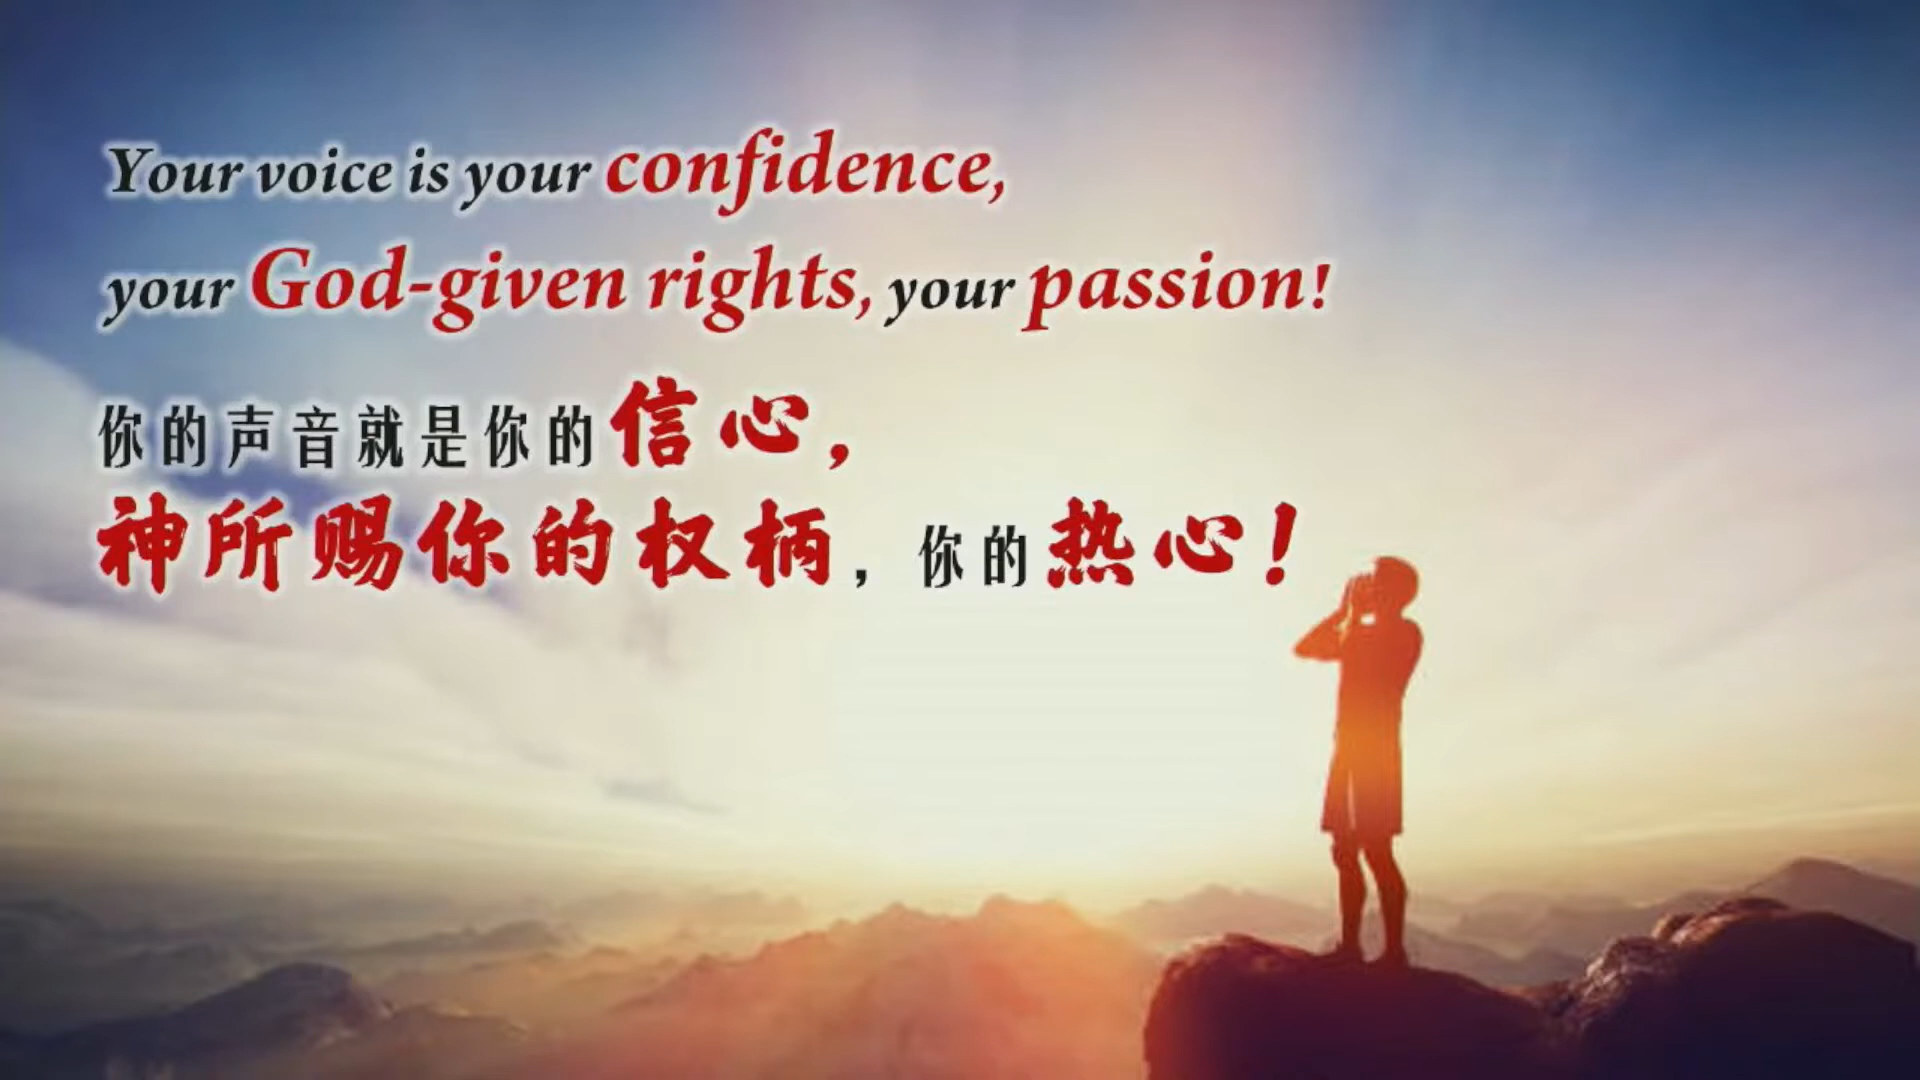 Your voice is your confidence,
your God-given rights, your passion!
你的声音就是你的信心，
神所赐你的权柄，你的热心！